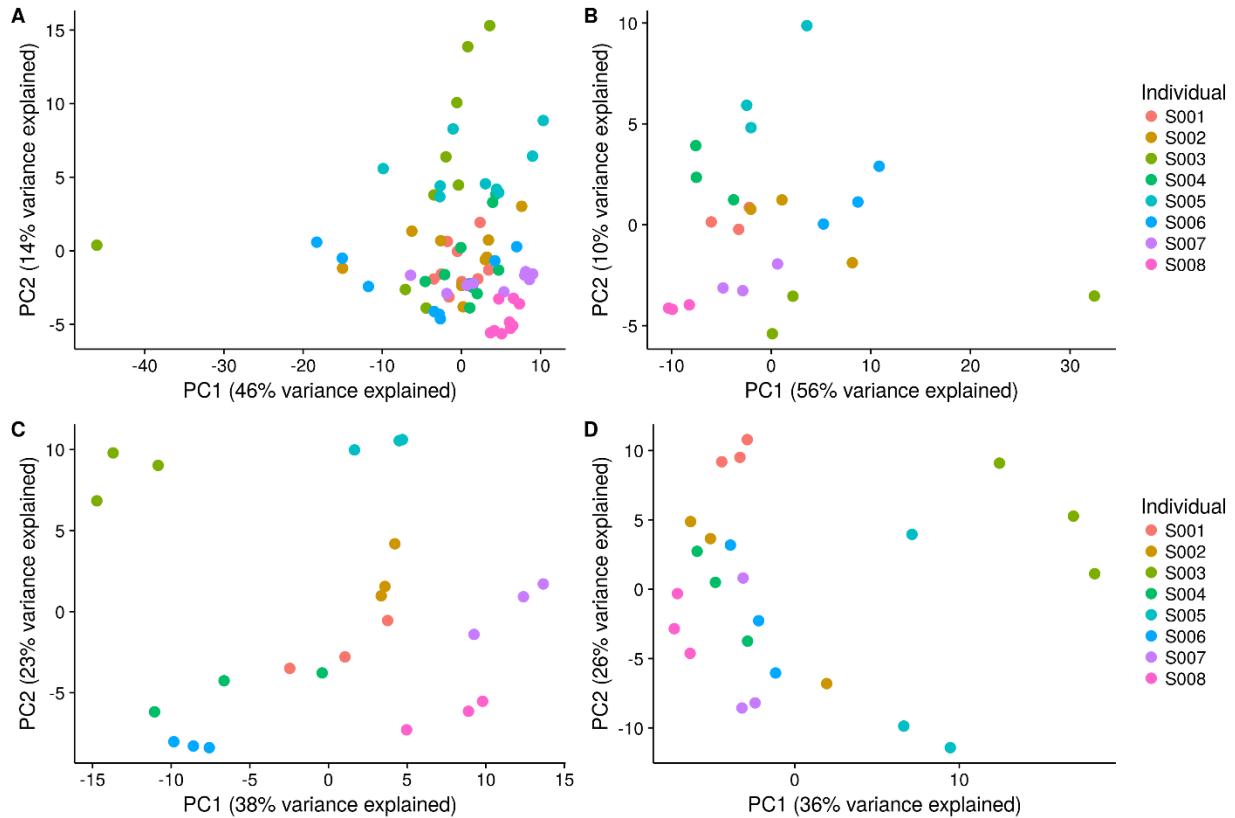 A
PC2 (14% variance explained)
15
10
5
0
-5
-40
-30
-20
-10
0
10
PC1 (46% variance explained)
B
PC2 (10% variance explained)
10
5
0
-5
-10
0
10
20
30
PC1 (56% variance explained)
Individual
S001
S002
S003
S004
S005
S006
S007
S008
C
PC2 (23% variance explained)
10
5
0
-5
-15
-10
-5
0
5
10
15
PC1 (38% variance explained)
D
PC2 (26% variance explained)
10
5
0
-5
-10
0
10
PC1 (36% variance explained)
Individual
S001
S002
S003
S004
S005
S006
S007
S008